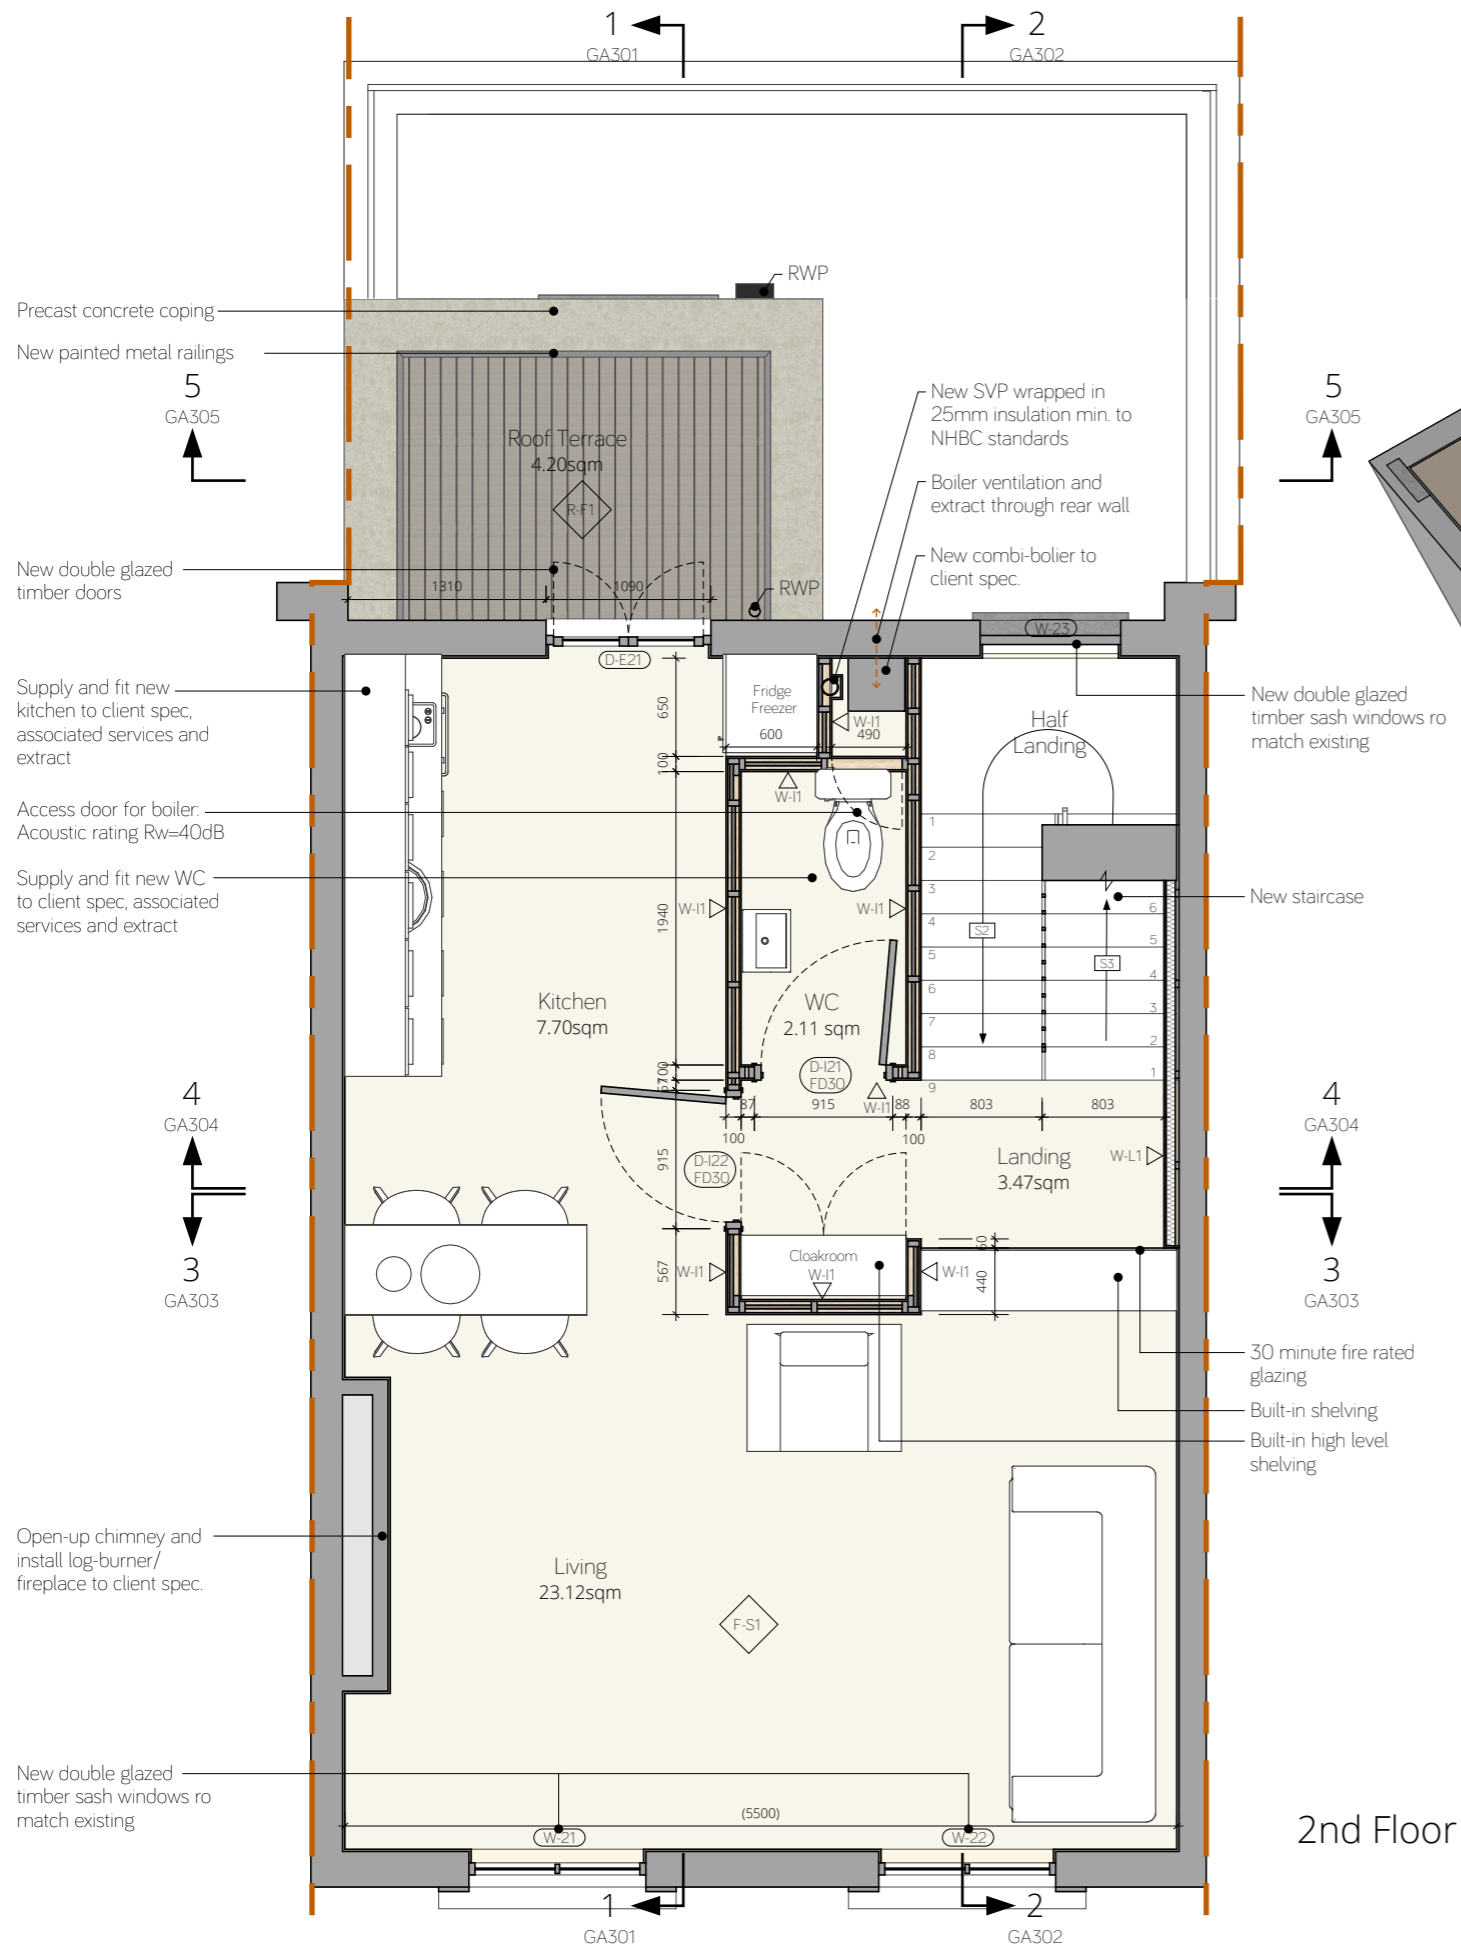 1
GA301
2
GA302
RWP
Precast concrete coping
New painted metal railings
5
GA305
5
GA305
New SVP wrapped in
25mm insulation min. to
NHBC standards
Roof Terrace
4.20sqm
R-F1
Boiler ventilation and
extract through rear wall
New combi-bolier to
client spec.
New double glazed
timber doors
1310
1090
RWP
W-23
D-E21
Supply and fit new
kitchen to client spec,
associated services and
extract
650
Fridge
Freezer
600
W-I1
490
Half
Landing
New double glazed
timber sash windows ro
match existing
100
W-I1
Access door for boiler.
Acoustic rating Rw=40dB
Supply and fit new WC
to client spec, associated
services and extract
1
2
3
4
5
6
7
8
9
6
5
4
3
2
1
S2
S3
New staircase
1940
W-I1
W-I1
Kitchen
7.70sqm
WC
2.11 sqm
D-I21
FD30
100
67
87
915
W-I1
88
803
803
100
100
4
GA304
4
GA304
915
D-I22
FD30
Landing
3.47sqm
W-L1
3
GA303
3
GA303
567
W-I1
Cloakroom
W-I1
W-I1
60
440
30 minute fire rated
glazing
Built-in shelving
Built-in high level
shelving
Open-up chimney and
install log-burner/
fireplace to client spec.
Living
23.12sqm
F-S1
New double glazed
timber sash windows ro
match existing
(5500)
W-21
W-22
2nd Floor
1
GA301
2
GA302